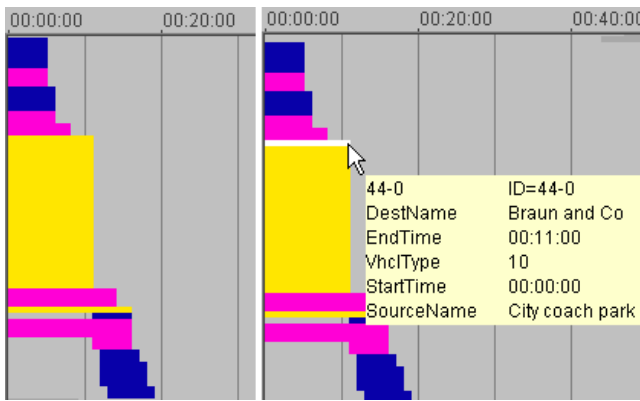 00:00:00 00:20:00
00:00:00 00:20:00 00:40:00
44-0 ID=44-0
DestName Braun and Co
EndTime 00:11:00
VhclType 10
StartTime 00:00:00
SourceName City coach park